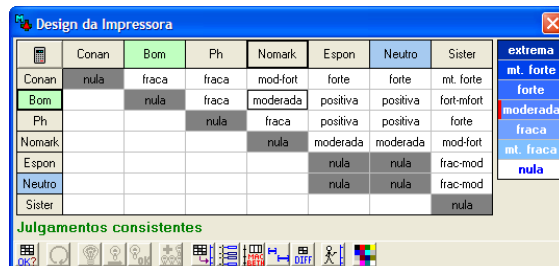 Design da Impressora
Conan Bom Ph Nomark Espon Neutro Sister
Conan nula fraca fraca mod-fort forte forte mt. forte
Bom nula fraca moderada positiva positiva fort-mfort
Ph nula fraca positiva positiva forte
Nomark nula moderada moderada mod-fort
Espon nula nula frac-mod
Neutro nula nula frac-mod
Sister nula
extrema
mt. forte
forte
moderada
fraca
mt. fraca
nula
Julgamentos consistentes
OK? OK MAC BETH DIFF